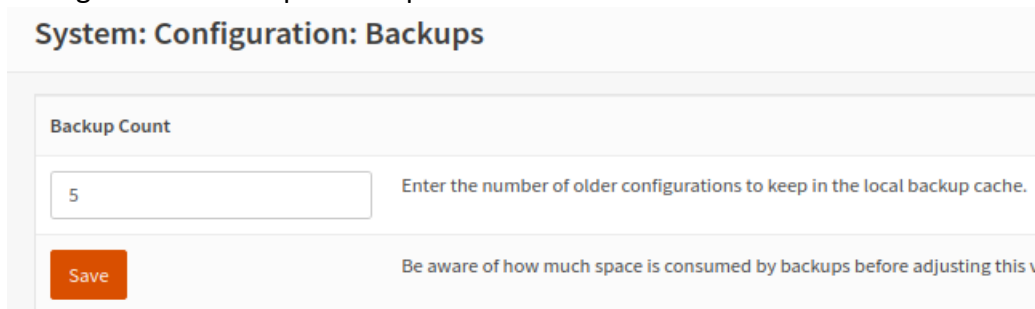 System: Configuration: Backups
Backup Count
5
Enter the number of older configurations to keep in the local backup cache.
Save
Be aware of how much space is consumed by backups before adjusting this